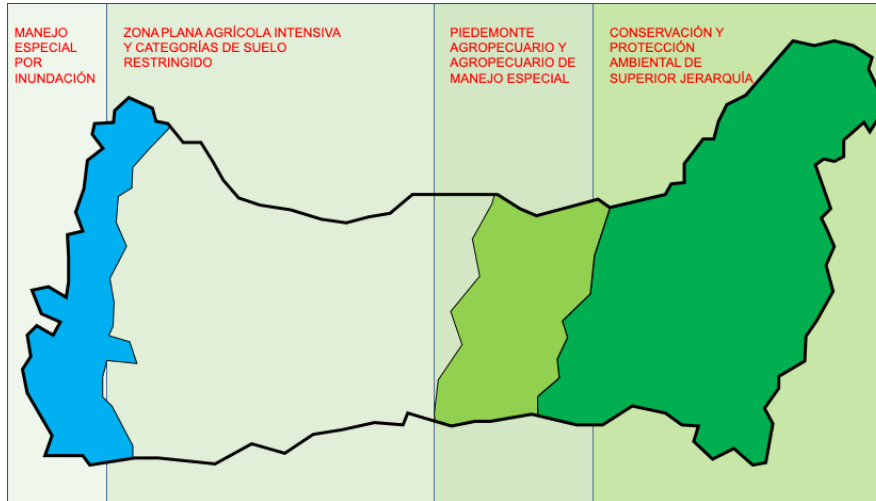 MANEJO
ESPECIAL
POR
INUNDACIÓN
ZONA PLANA AGRÍCOLA INTENSIVA
Y CATEGORÍAS DE SUELO
RESTRINGIDO
PIEDEMONTE
AGROPECUARIO Y
AGROPECUARIO DE
MANEJO ESPECIAL
CONSERVACIÓN Y
PROTECCIÓN
AMBIENTAL DE
SUPERIOR JERARQUÍA